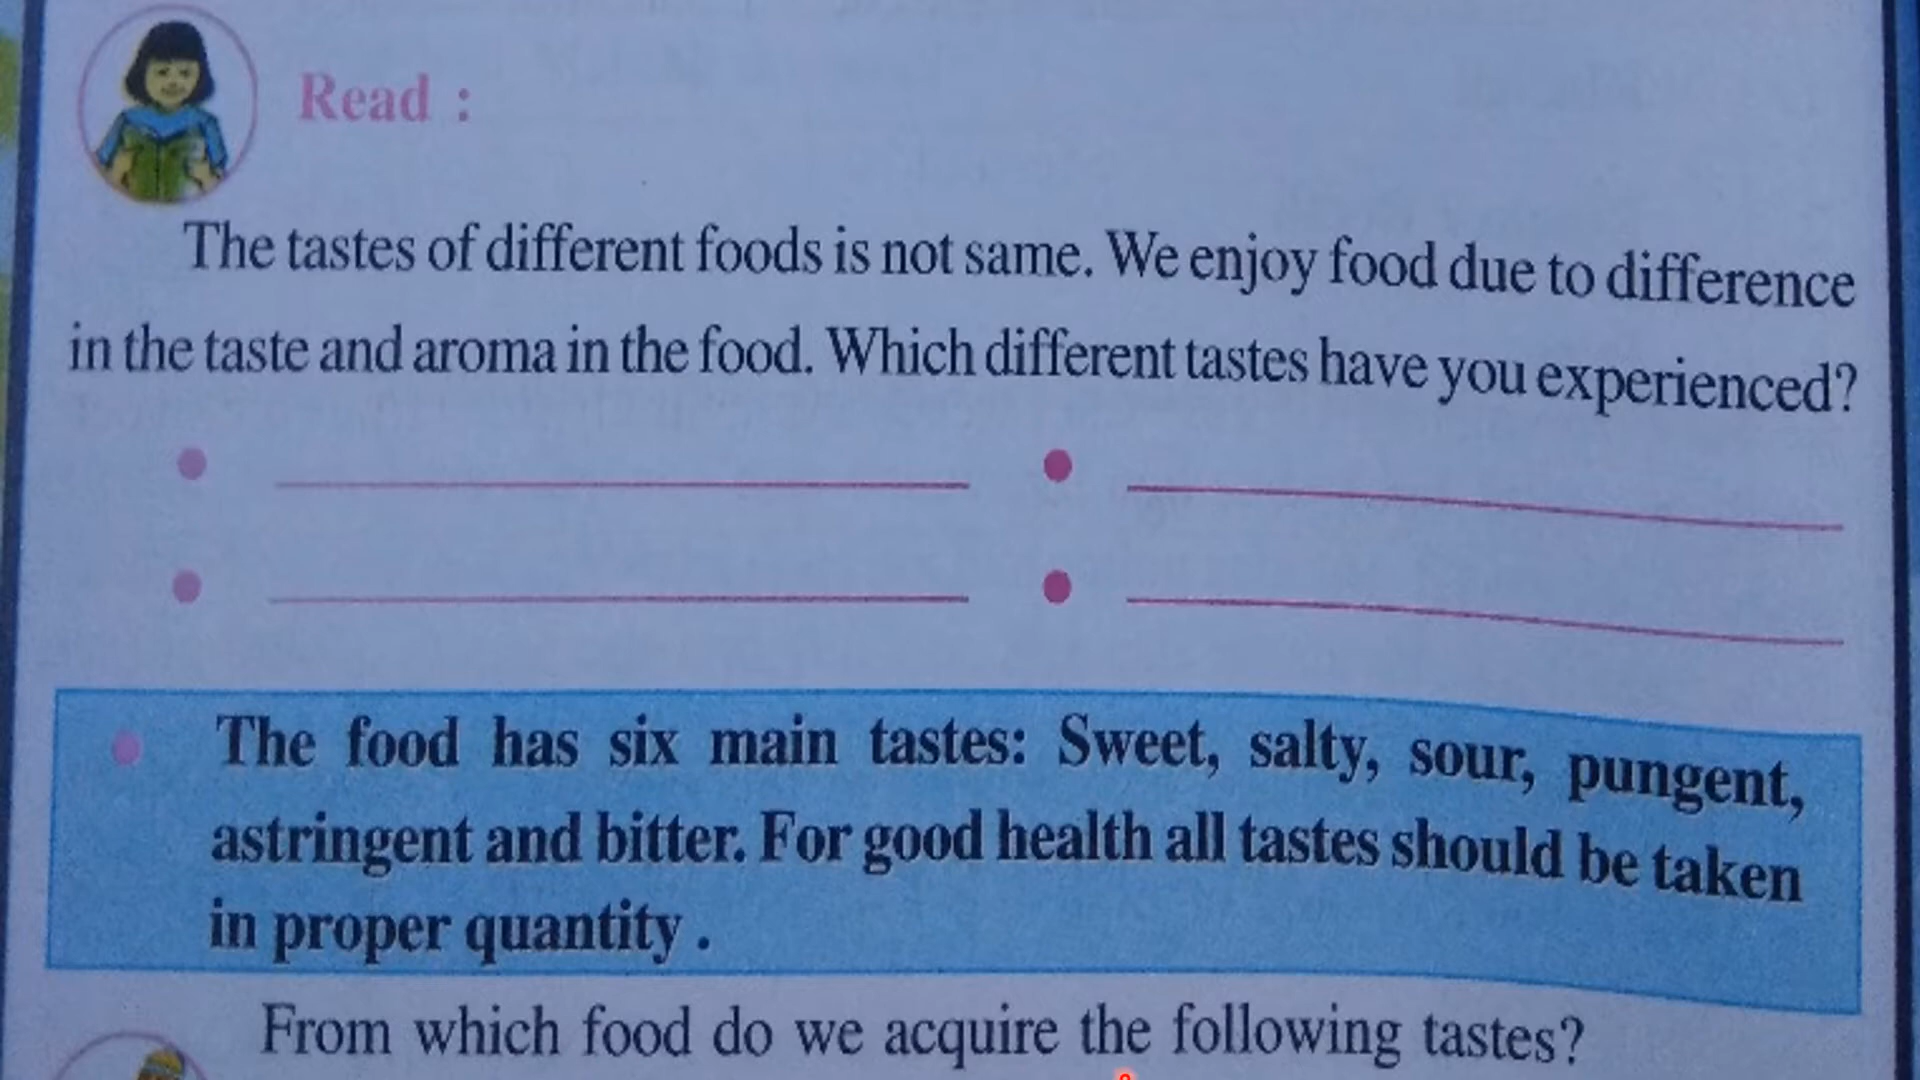 Read :
The tastes of different foods is not same. We enjoy food due to difference
in the taste and aroma in the food. Which different tastes have you experienced?
The food has six main tastes: Sweet, salty, sour, pungent,
astringent and bitter. For good health all tastes should be taken
in proper quantity .
From which food do we acquire the following tastes?